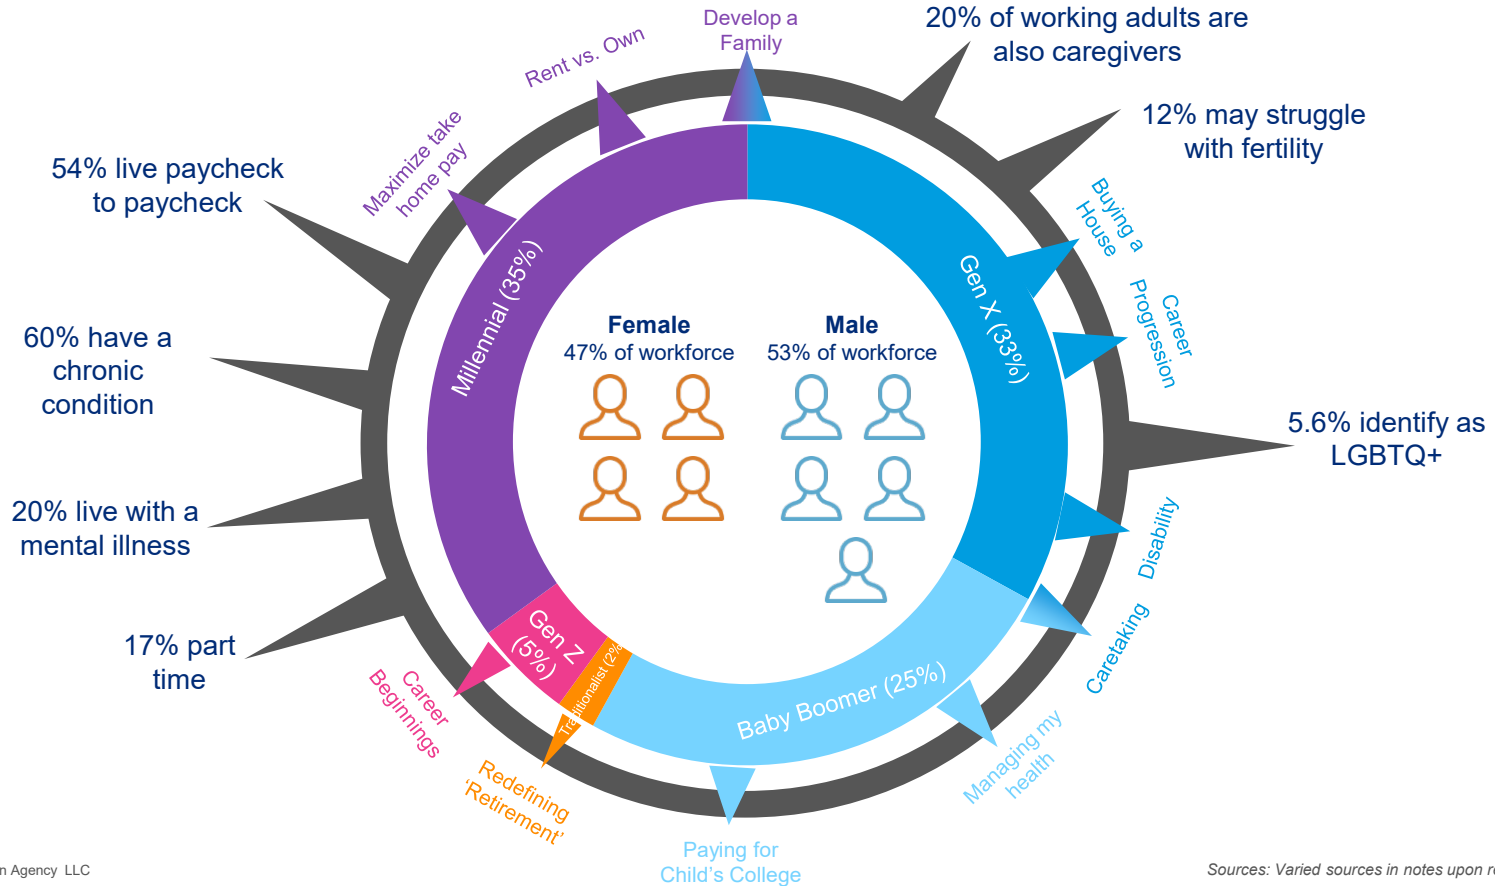 Develop a
Family
20% of working adults are
also caregivers
Rent vs. Own
12% may struggle
with fertility
Maximize take
home pay
54% live paycheck
to paycheck
Buying a
House
Millennial (35%)
Gen X (33%)
Career
Progression
Female
47% of workforce
Male
53% of workforce
60% have a
chronic
condition
5.6% identify as
LGBTQ+
20% live with a
mental illness
Disability
17% part
time
Caretaking
Gen Z
(5%)
Traditionalist (2%
Baby Boomer (25%)
Career
Beginnings
Managing my
health
Redefining
‘Retirement’
Paying for
Child’s College
Agency LLC
Sources: Varied sources in notes upon